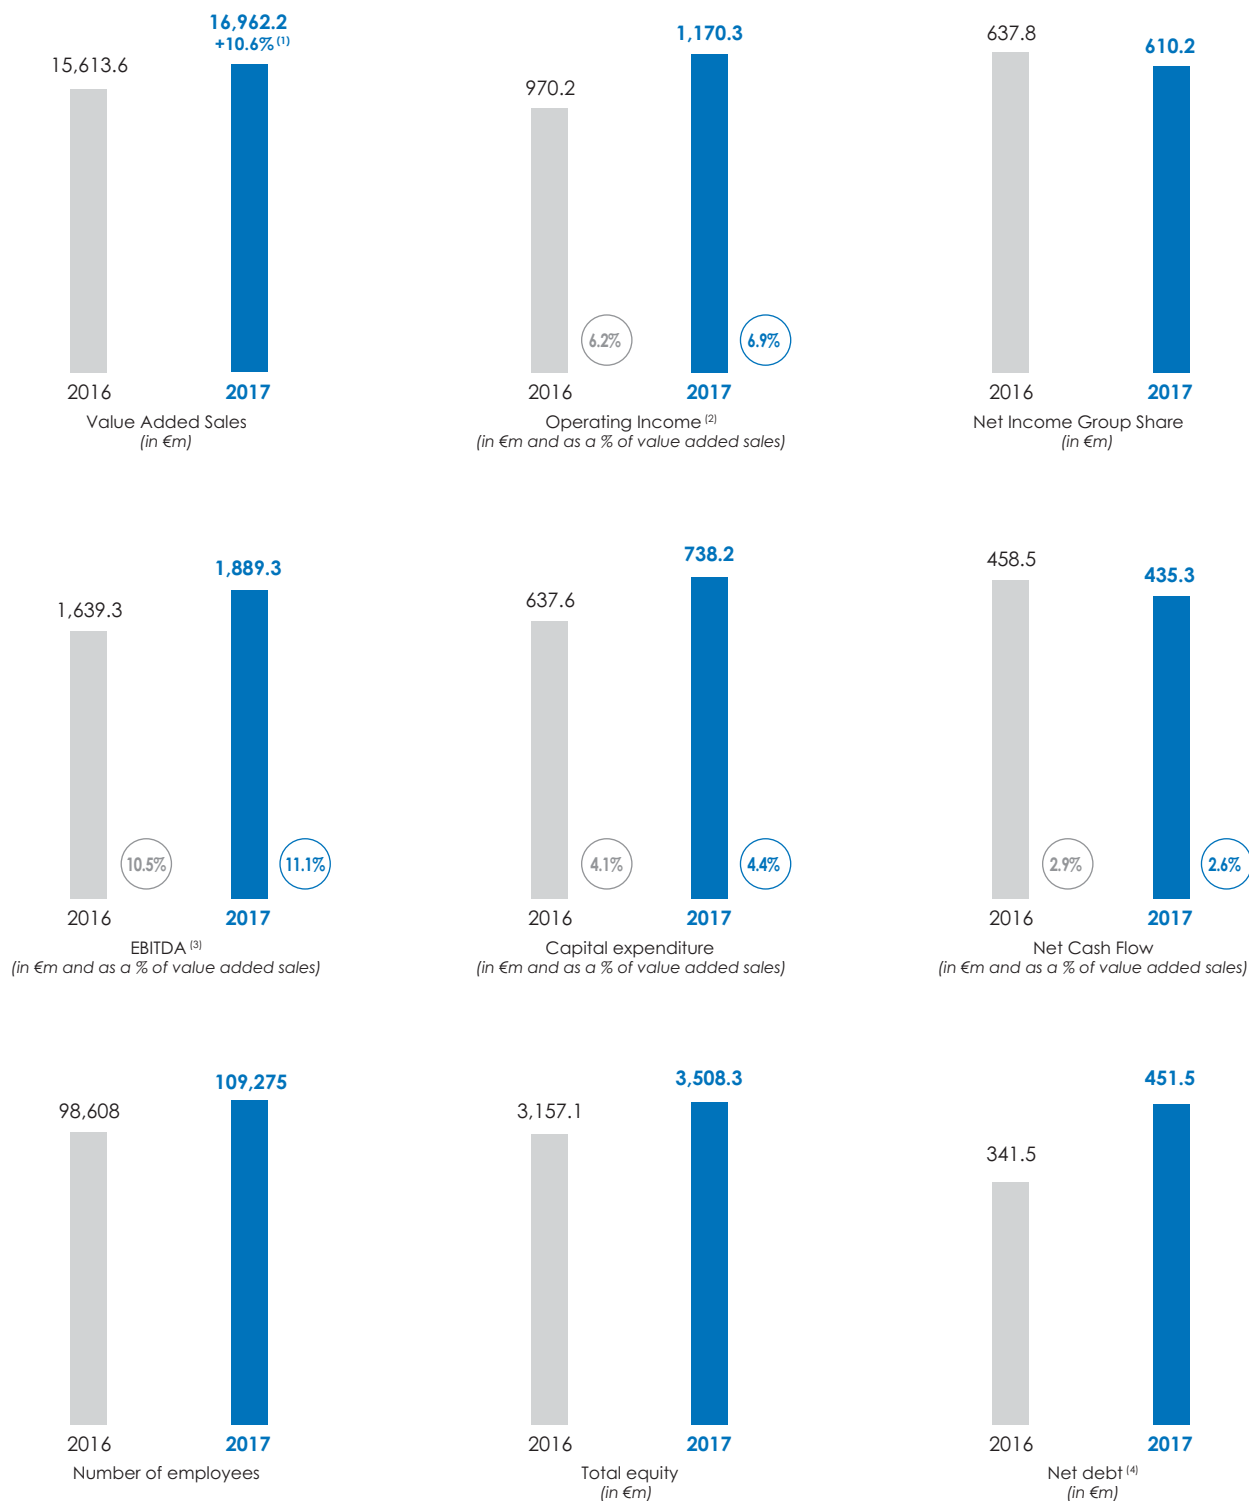 16,962.2
+10.6% (1)
15,613.6
2016
2017
Value Added Sales
(in €m)
1,170.3
970.2
6.2%
6.9%
2016
2017
Operating Income (2)
(in €m and as a % of value added sales)
637.8
610.2
2016
2017
Net Income Group Share
(in €m)
1,889.3
1,639.3
10.5%
11.1%
2016
2017
EBITDA (3)
(in €m and as a % of value added sales)
738.2
637.6
4.1%
4.4%
2016
2017
Capital expenditure
(in €m and as a % of value added sales)
458.5
435.3
2.9%
2.6%
2016
2017
Net Cash Flow
(in €m and as a % of value added sales)
109,275
98,608
2016
2017
Number of employees
3,508.3
3,157.1
2016
2017
Total equity
(in €m)
451.5
341.5
2016
2017
Net debt (4)
(in €m)